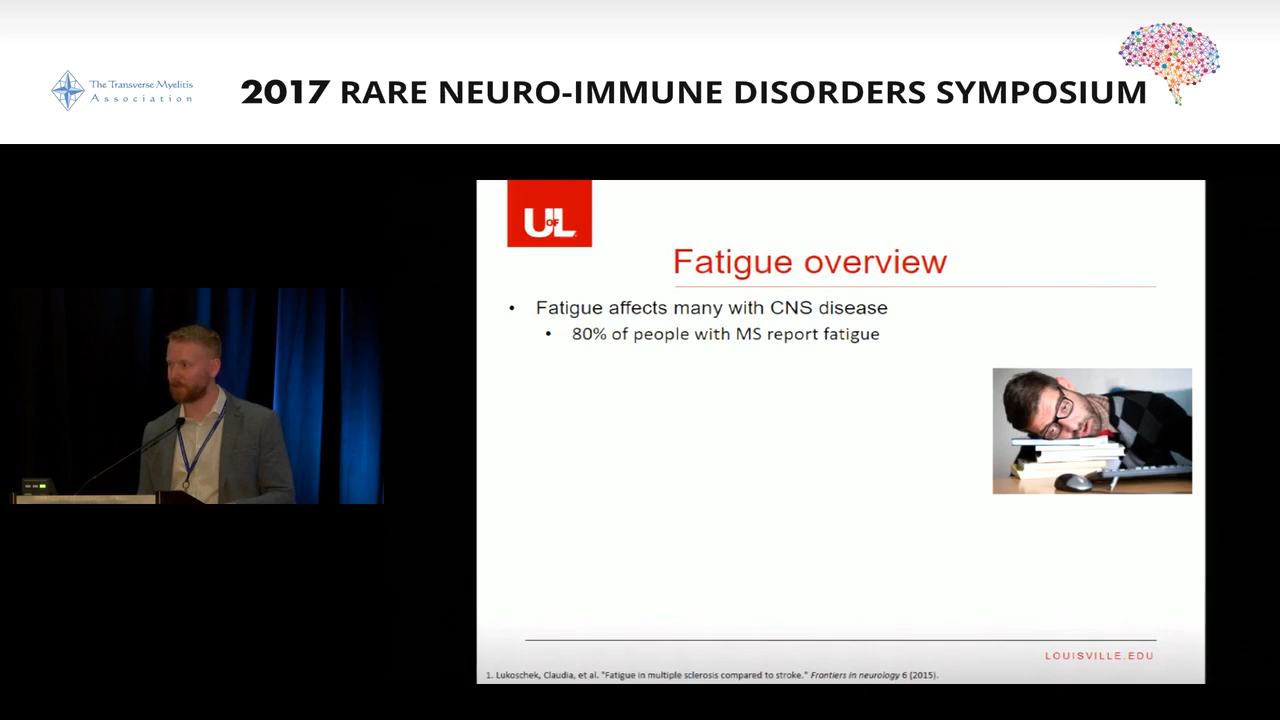 The Transverse Myelitis
Association
2017 RARE NEURO-IMMUNE DISORDERS SYMPOSIUM
UOFL
Fatigue overview
• Fatigue affects many with CNS disease
• 80% of people with MS report fatigue
LOUISVILLE.EDU
1. Lukoschek, Claudia, et al. "Fatigue in multiple sclerosis compared to stroke." Frontiers in neurology 6 (2015).